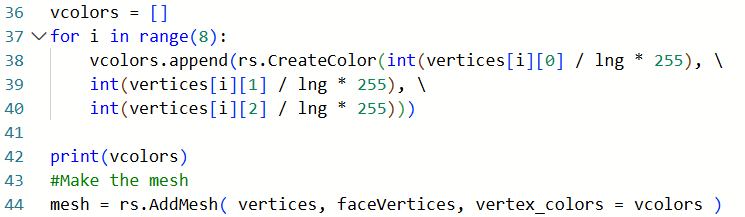 36 vcolors = []
37 for i in range(8):
38 vcolors.append(rs.CreateColor(int(vertices[i][0] / lng * 255), \
39 int(vertices[i][1] / lng * 255), \
40 int(vertices[i][2] / lng * 255)))
41
42 print(vcolors)
43 #Make the mesh
44 mesh = rs.AddMesh( vertices, faceVertices, vertex_colors = vcolors )